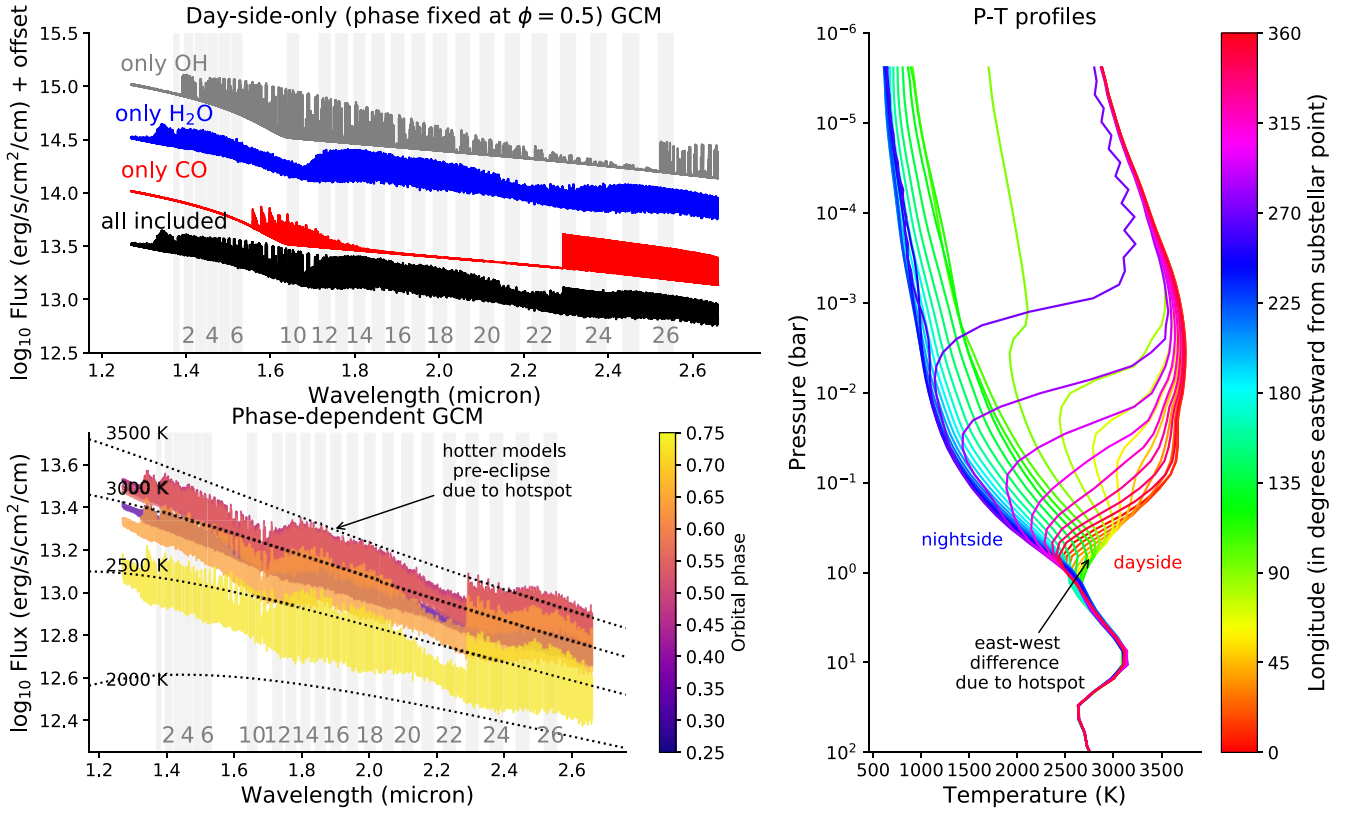 Day-side-only (phase fixed at ϕ = 0.5) GCM
log₁₀ Flux (erg/s/cm²/cm) + offset
15.5
15.0
14.5
14.0
13.5
13.0
12.5
only OH
only H₂O
only CO
all included
2 4 6 10 12 14 16 18 20 22 24 26
1.2 1.4 1.6 1.8 2.0 2.2 2.4 2.6
Wavelength (micron)
Phase-dependent GCM
log₁₀ Flux (erg/s/cm²/cm)
13.6
13.4
13.2
13.0
12.8
12.6
12.4
3500 K
3000 K
2500 K
2000 K
hotter models
pre-eclipse
due to hotspot
2 4 6 10 12 14 16 18 20 22 24 26
1.2 1.4 1.6 1.8 2.0 2.2 2.4 2.6
Wavelength (micron)
0.75
0.70
0.65
0.60
0.55
0.50
0.45
0.40
0.35
0.30
0.25
Orbital phase
P-T profiles
Pressure (bar)
10⁻⁶
10⁻⁵
10⁻⁴
10⁻³
10⁻²
10⁻¹
10⁰
10¹
10²
nightside
dayside
east-west
difference
due to hotspot
500 1000 1500 2000 2500 3000 3500
Temperature (K)
360
315
270
225
180
135
90
45
0
Longitude (in degrees eastward from substellar point)